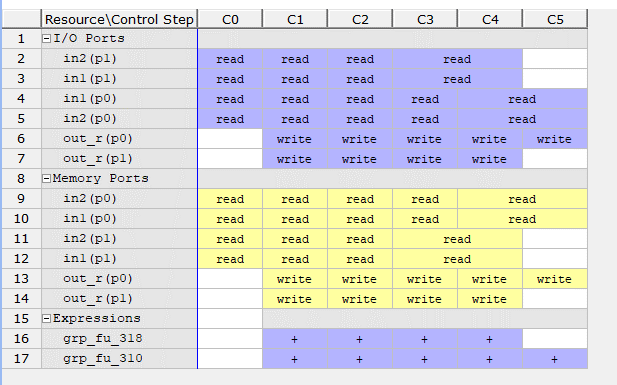 Resource\Control Step C0 C1 C2 C3 C4 C5
1 I/O Ports
2 in2(p1) read read read read
3 in1(p1) read read read read
4 in1(p0) read read read read read
5 in2(p0) read read read read read
6 out_r(p0) write write write write write
7 out_r(p1) write write write write
8 Memory Ports
9 in2(p0) read read read read read
10 in1(p0) read read read read read
11 in2(p1) read read read read
12 in1(p1) read read read read
13 out_r(p0) write write write write write
14 out_r(p1) write write write write
15 Expressions
16 grp_fu_318 + + + +
17 grp_fu_310 + + + + +